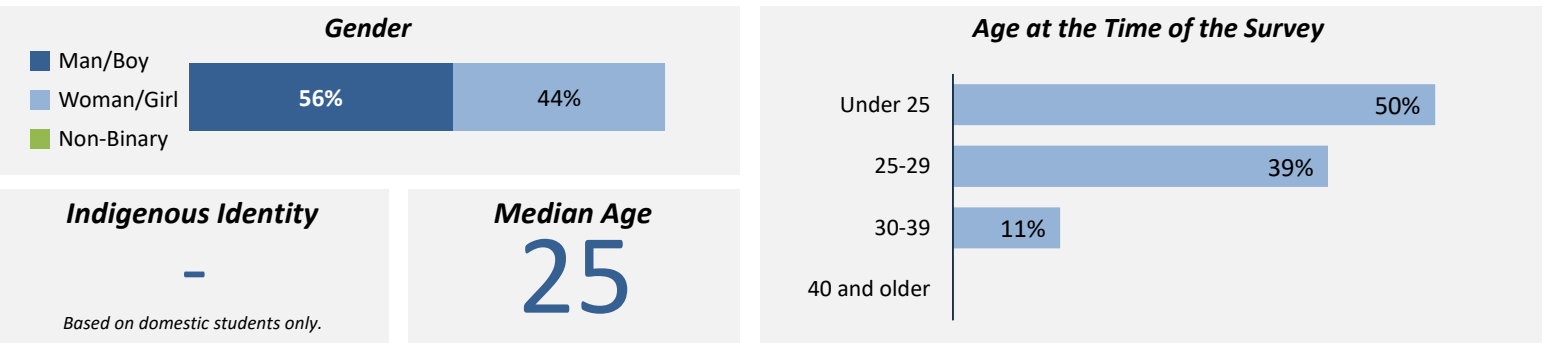 Gender
Man/Boy
Woman/Girl
Non-Binary
56%
44%
Indigenous Identity
-
Based on domestic students only.
Median Age
25
Age at the Time of the Survey
Under 25
50%
25-29
39%
30-39
11%
40 and older